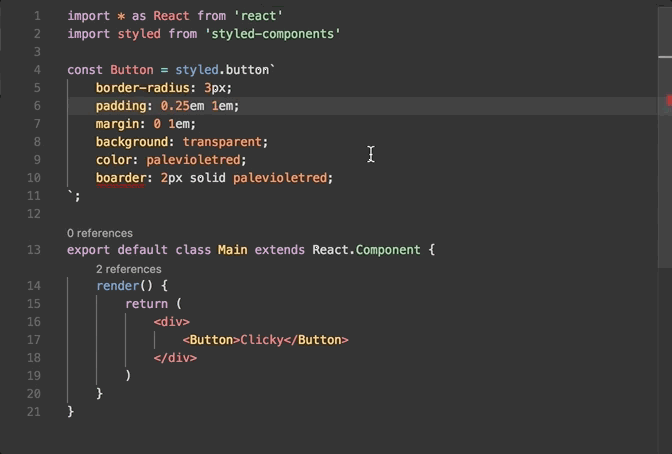 1 import * as React from 'react'
2 import styled from 'styled-components'
3
4 const Button = styled.button`
5 border-radius: 3px;
6 padding: 0.25em 1em;
7 margin: 0 1em;
8 background: transparent;
9 color: palevioletred;
10 boarder: 2px solid palevioletred;
11 `;
12
0 references
13 export default class Main extends React.Component {
2 references
14 render() {
15 return (
16 <div>
17 <Button>Clicky</Button>
18 </div>
19 )
20 }
21 }